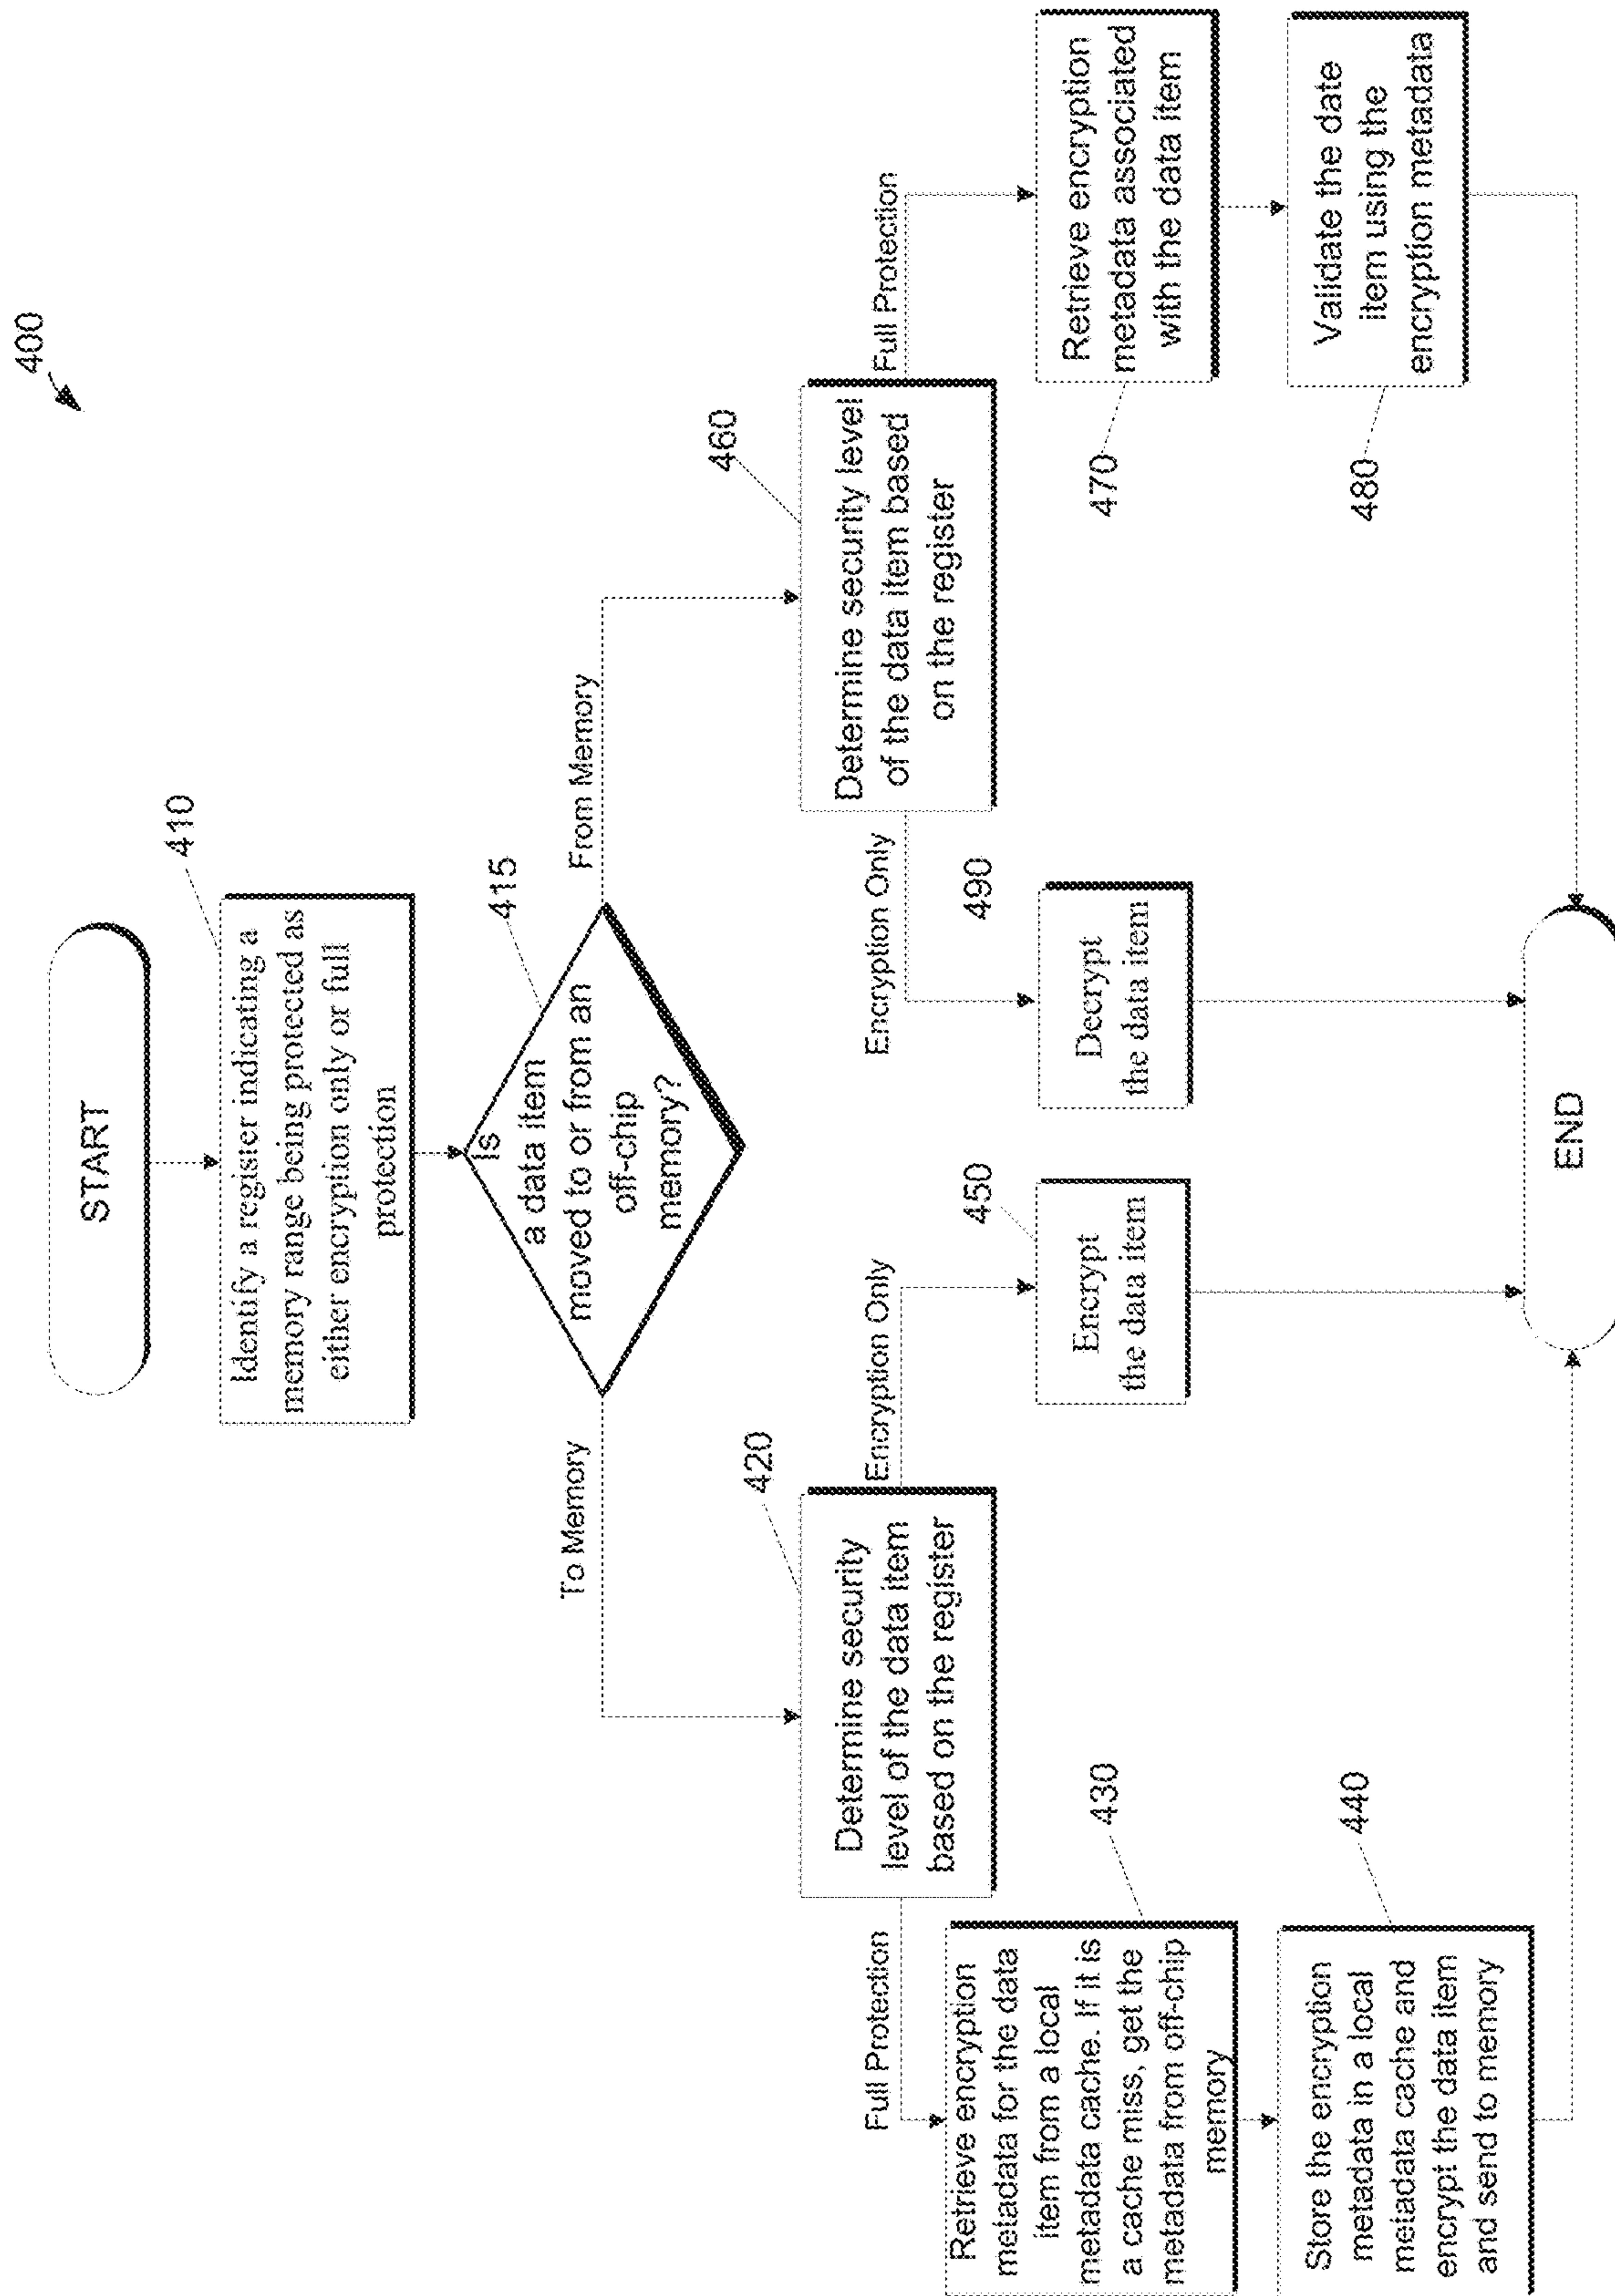 400
START
410
Identify a register indicating a
memory range being protected as
either encryption only or full
protection
415
Is
a data item
moved to or from an
off-chip
memory?
To Memory
From Memory
420
Determine security
level of the data item
based on the register
460
Determine security level
of the data item based
on the register
Full Protection
Encryption Only
Encryption Only
Full Protection
430
Retrieve encryption
metadata for the data
item from a local
metadata cache. If it is
a cache miss, get the
metadata from off-chip
memory
450
Encrypt
the data item
490
Decrypt
the data item
470
Retrieve encryption
metadata associated
with the data item
440
Store the encryption
metadata in a local
metadata cache and
encrypt the data item
and send to memory
480
Validate the date
item using the
encryption metadata
END